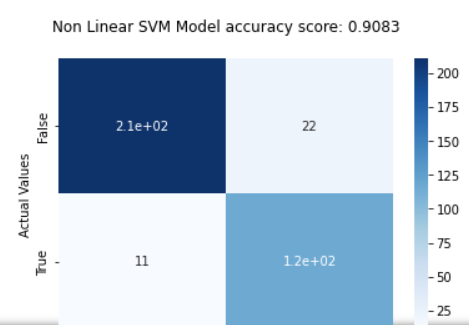 Non Linear SVM Model accuracy score: 0.9083
200
False
2.1e+02
22
175
150
Actual Values
125
100
75
True
11
1.2e+02
50
25